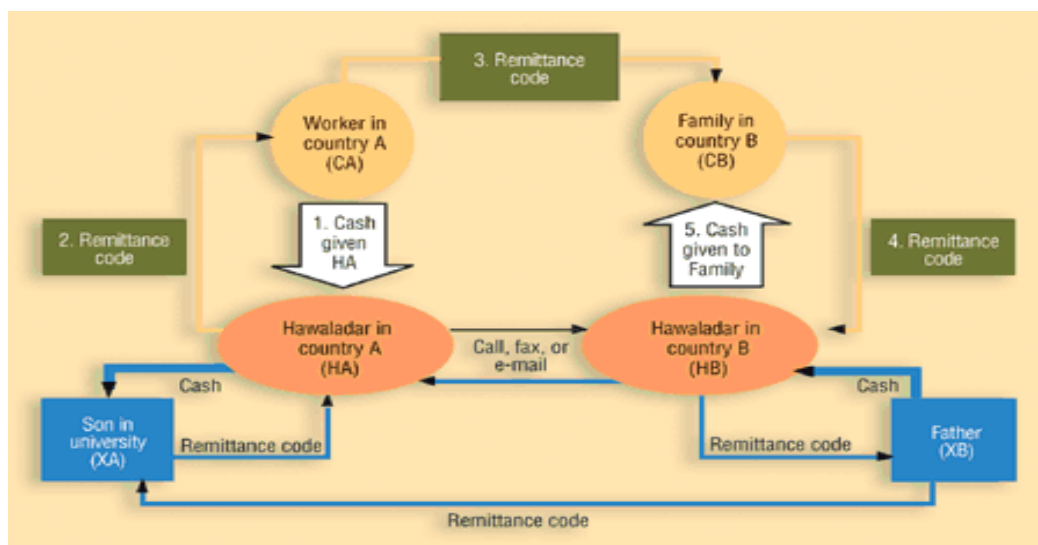 3. Remittance
code
Worker in
country A
(CA)
Family in
country B
(CB)
2. Remittance
code
1. Cash
given
HA
5. Cash
given to
Family
4. Remittance
code
Hawaladar in
country A
(HA)
Call, fax, or
e-mail
Hawaladar in
country B
(HB)
Cash
Cash
Son in
university
(XA)
Remittance code
Remittance code
Father
(XB)
Remittance code